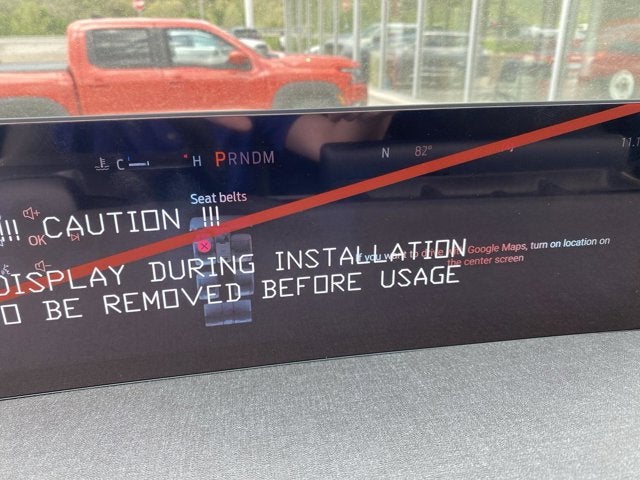 C H PRNDM N 82°
Seat belts
!!! CAUTION !!!
OK
If you want to drive Google Maps, turn on location on
the center screen
DISPLAY DURING INSTALLATION
O BE REMOVED BEFORE USAGE